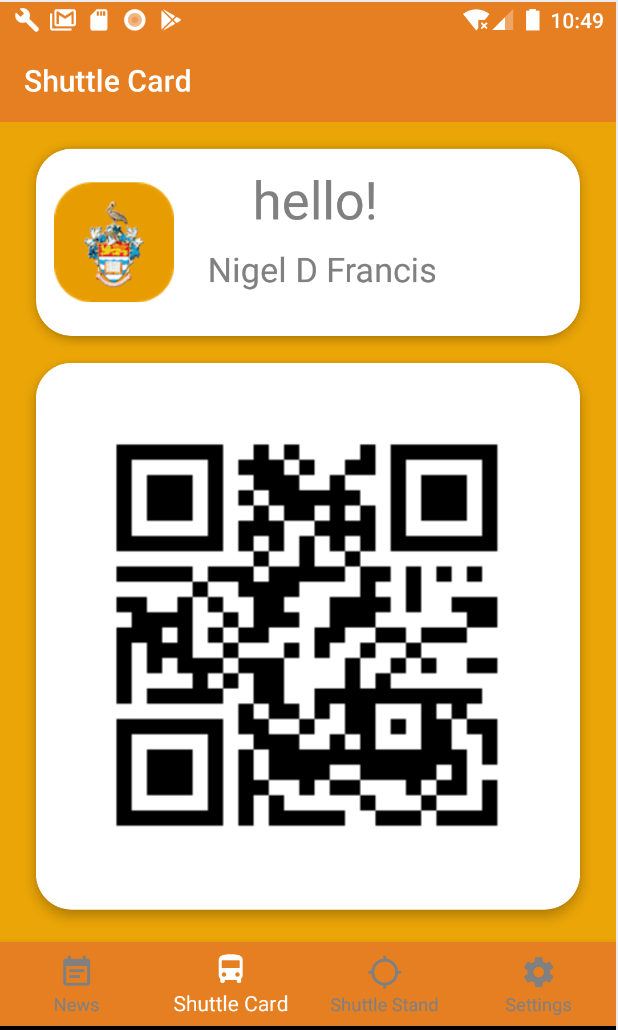 10:49
Shuttle Card
hello!
Nigel D Francis
News
Shuttle Card
Shuttle Stand
Settings